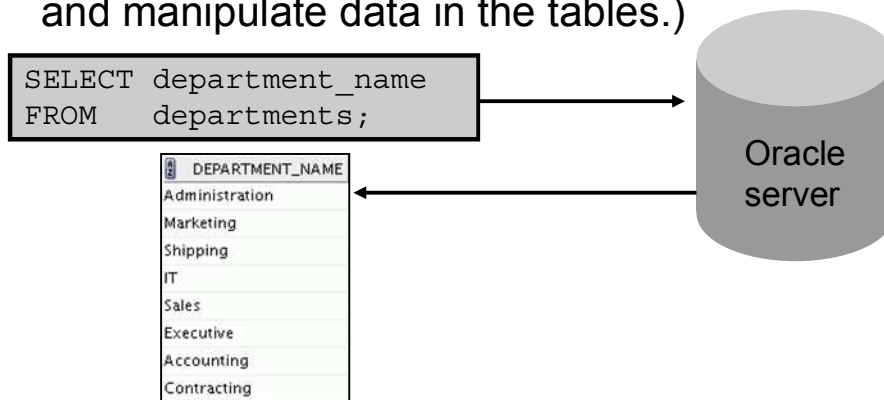 and manipulate data in the tables.)
SELECT department_name
FROM departments;
Oracle
server
DEPARTMENT_NAME
Administration
Marketing
Shipping
IT
Sales
Executive
Accounting
Contracting